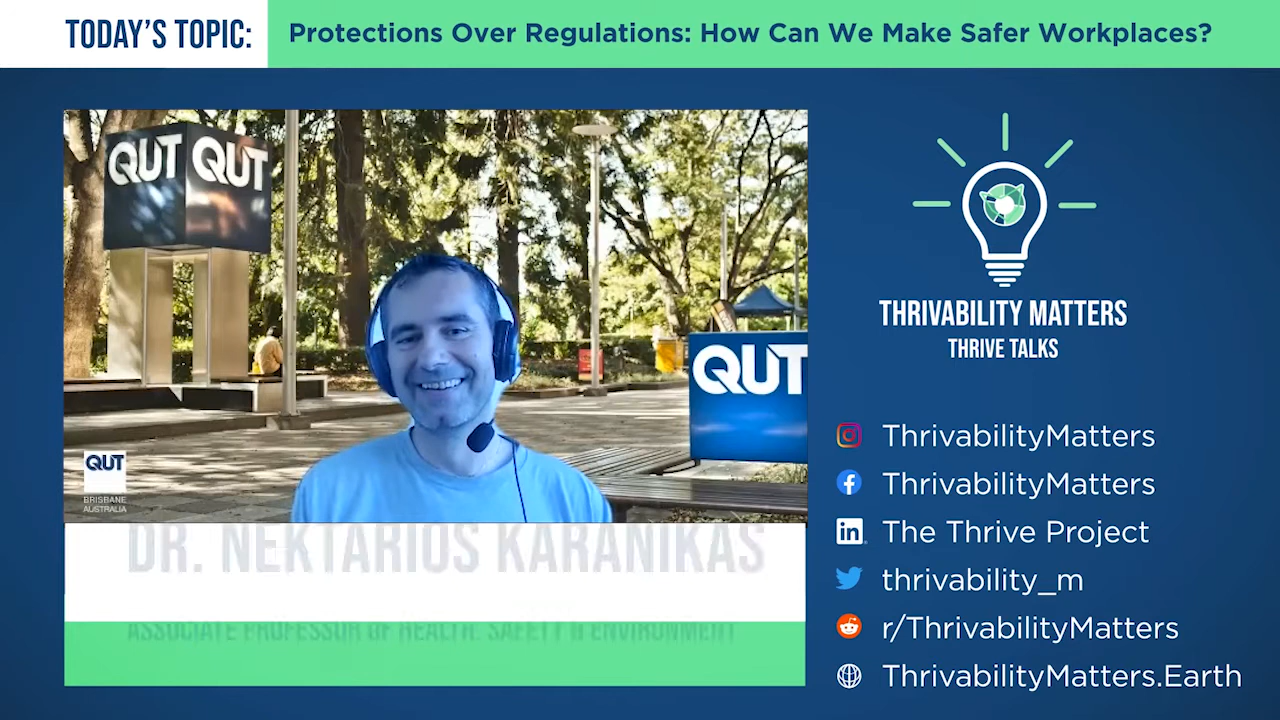 TODAY'S TOPIC:
Protections Over Regulations: How Can We Make Safer Workplaces?
QUT QUT
QUT
QUT
BRISBANE
AUSTRALIA
DR. NEKTARIOS KARANIKAS
ASSOCIATE PROFESSOR OF HEALTH, SAFETY & ENVIRONMENT
THRIVABILITY MATTERS
THRIVE TALKS
ThrivabilityMatters
ThrivabilityMatters
The Thrive Project
thrivability_m
r/ThrivabilityMatters
ThrivabilityMatters.Earth